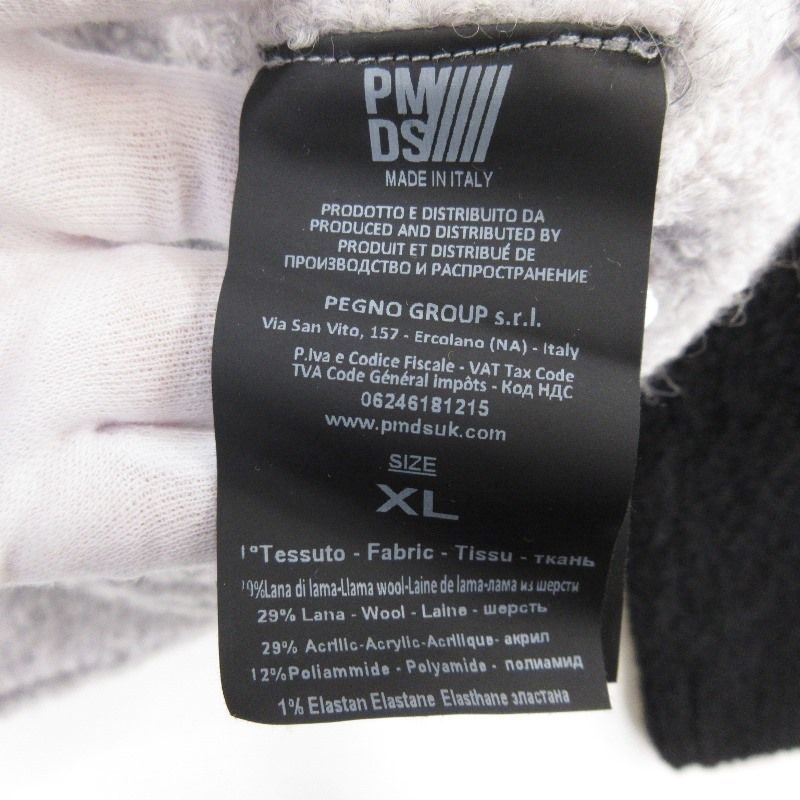 PM
DS
MADE IN ITALY
PRODOTTO E DISTRIBUITO DA
PRODUCED AND DISTRIBUTED BY
PRODUIT ET DISTRIBUÉ DE
ПРОИЗВОДСТВО И РАСПРОСТРАНЕНИЕ
PEGNO GROUP s.r.l.
Via San Vito, 157 - Ercolano (NA) - Italy
P.Iva e Codice Fiscale - VAT Tax Code
TVA Code Général impôts - Код НДС
06246181215
www.pmdsuk.com
SIZE
XL
1°Tessuto - Fabric - Tissu - ткань
Lana di lama-Llama wool-Laine de lama-лама из шерсти
29% Lana - Wool - Laine - шерсть
29% Acrilic-Acrylic-Acrilique- акрил
12%Poliammide - Polyamide - полиамид
1% Elastan Elastane Elasthane эластана